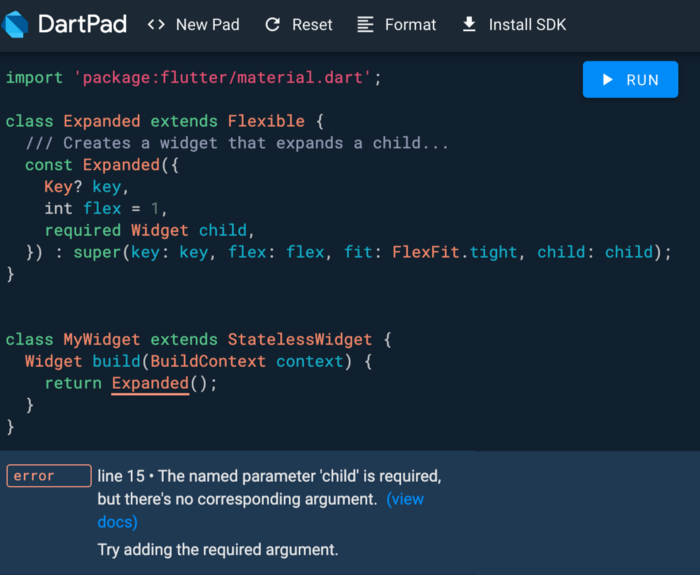 DartPad <> New Pad Reset Format Install SDK
import 'package:flutter/material.dart';
RUN
class Expanded extends Flexible {
/// Creates a widget that expands a child...
const Expanded({
Key? key,
int flex = 1,
required Widget child,
}) : super(key: key, flex: flex, fit: FlexFit.tight, child: child);
}
class MyWidget extends StatelessWidget {
Widget build(BuildContext context) {
return Expanded();
}
}
error
line 15 • The named parameter 'child' is required,
but there's no corresponding argument. (view
docs)
Try adding the required argument.